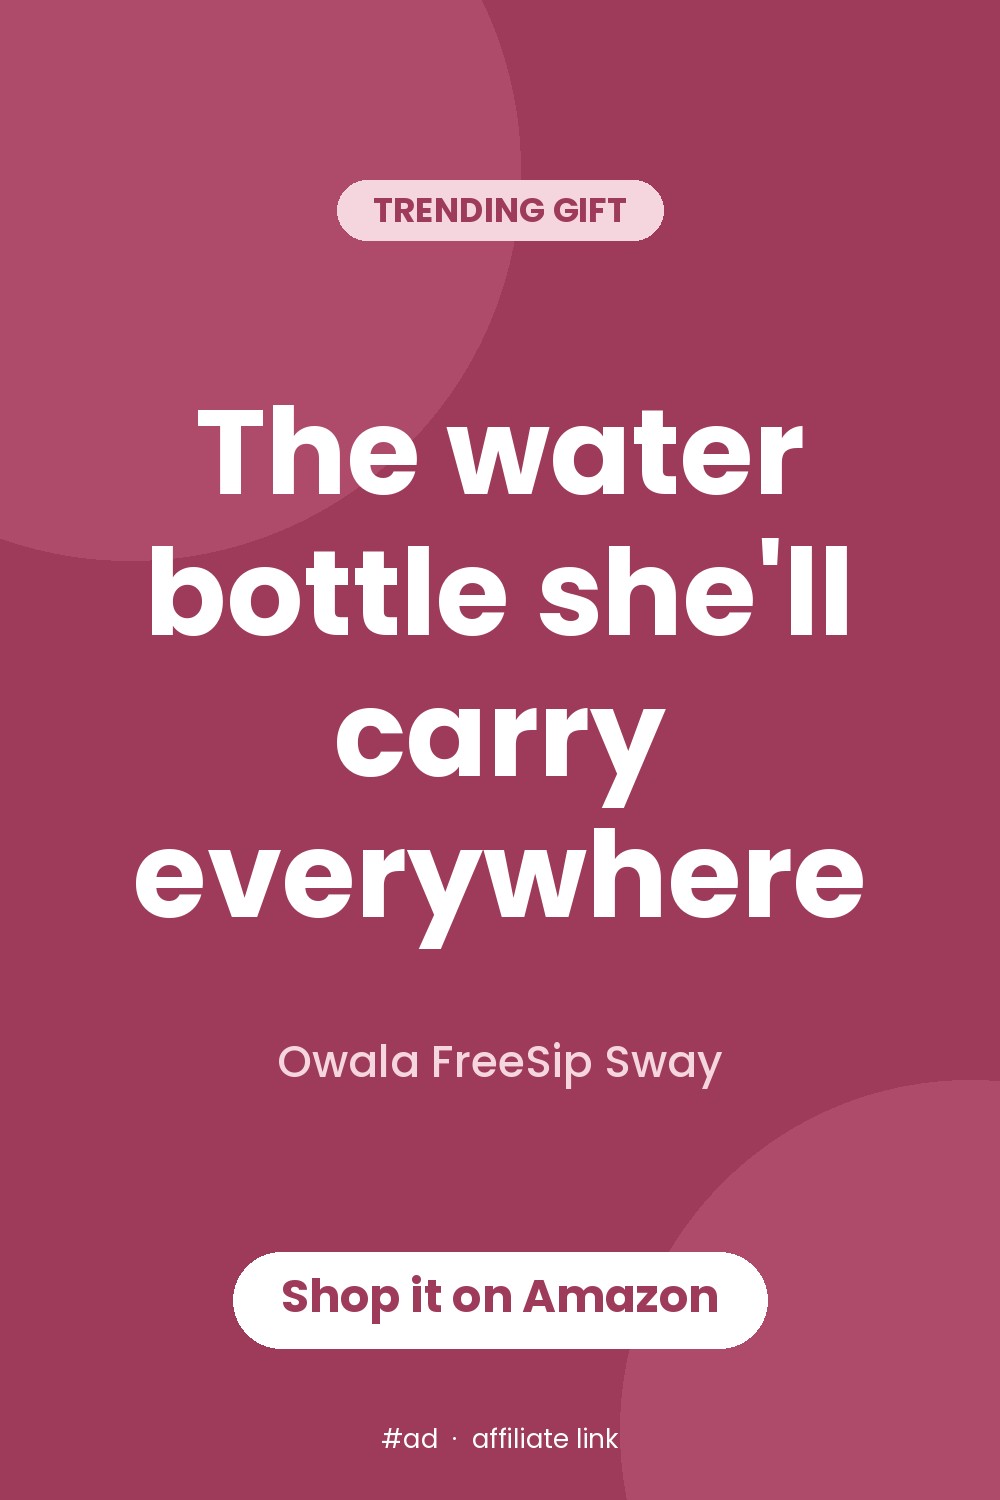 TRENDING GIFT
The water
bottle she'll
carry
everywhere
Owala FreeSip Sway
Shop it on Amazon
#ad · affiliate link